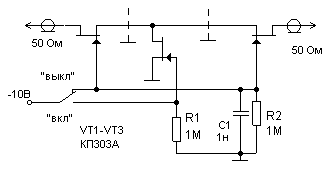 50 Ом
50 Ом
"выкл"
-10В
"вкл"
VT1-VT3
КП303А
R1
1М
C1
1н
R2
1М